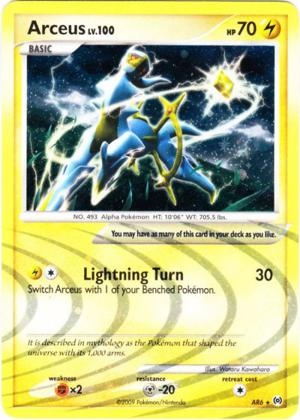 Arceus LV.100 HP 70
BASIC
NO. 493 Alpha Pokémon HT: 10'06" WT: 705.5 lbs.
You may have as many of this card in your deck as you like.
Lightning Turn 30
Switch Arceus with 1 of your Benched Pokémon.
It is described in mythology as the Pokémon that shaped the
universe with its 1,000 arms.
Illus. Wataru Kawahara
weakness resistance retreat cost
×2 -20
©2009 Pokémon/Nintendo AR6